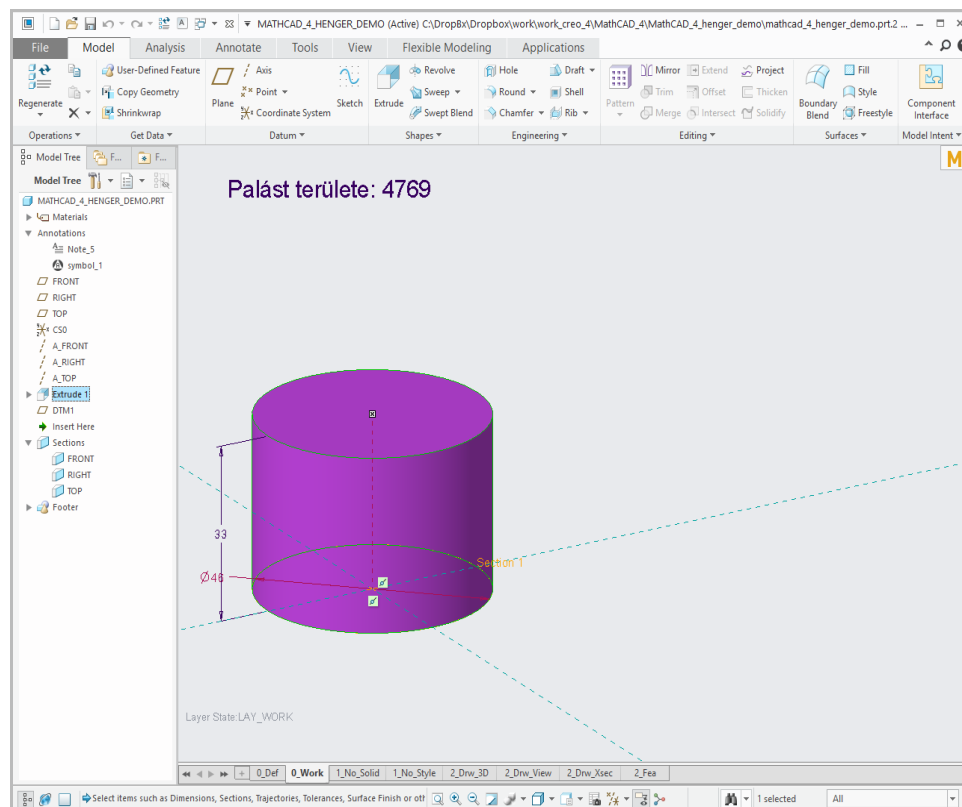 MATHCAD_4_HENGER_DEMO (Active) C:\DropBx\Dropbox\work\work_creo_4\MathCAD_4\MathCAD_4_henger_demo\mathcad_4_henger_demo.prt.2 ...
File Model Analysis Annotate Tools View Flexible Modeling Applications
User-Defined Feature Axis Revolve Hole Draft Mirror Extend Project Fill
Copy Geometry Point Sweep Round Shell Trim Offset Thicken Style
Regenerate Shrinkwrap Plane Coordinate System Sketch Extrude Swept Blend Chamfer Rib Pattern Merge Intersect Solidify Boundary Blend Freestyle Component Interface
Operations Get Data Datum Shapes Engineering Editing Surfaces Model Intent
Model Tree F... F...
Model Tree
MATHCAD_4_HENGER_DEMO.PRT
Materials
Annotations
Note_5
symbol_1
FRONT
RIGHT
TOP
CS0
A_FRONT
A_RIGHT
A_TOP
Extrude 1
DTM1
Insert Here
Sections
FRONT
RIGHT
TOP
Footer
M
Palást területe: 4769
33
Ø46
Section 1
Layer State:LAY_WORK
0_Def 0_Work 1_No_Solid 1_No_Style 2_Drw_3D 2_Drw_View 2_Drw_Xsec 2_Fea
Select items such as Dimensions, Sections, Trajectories, Tolerances, Surface Finish or oth 1 selected All